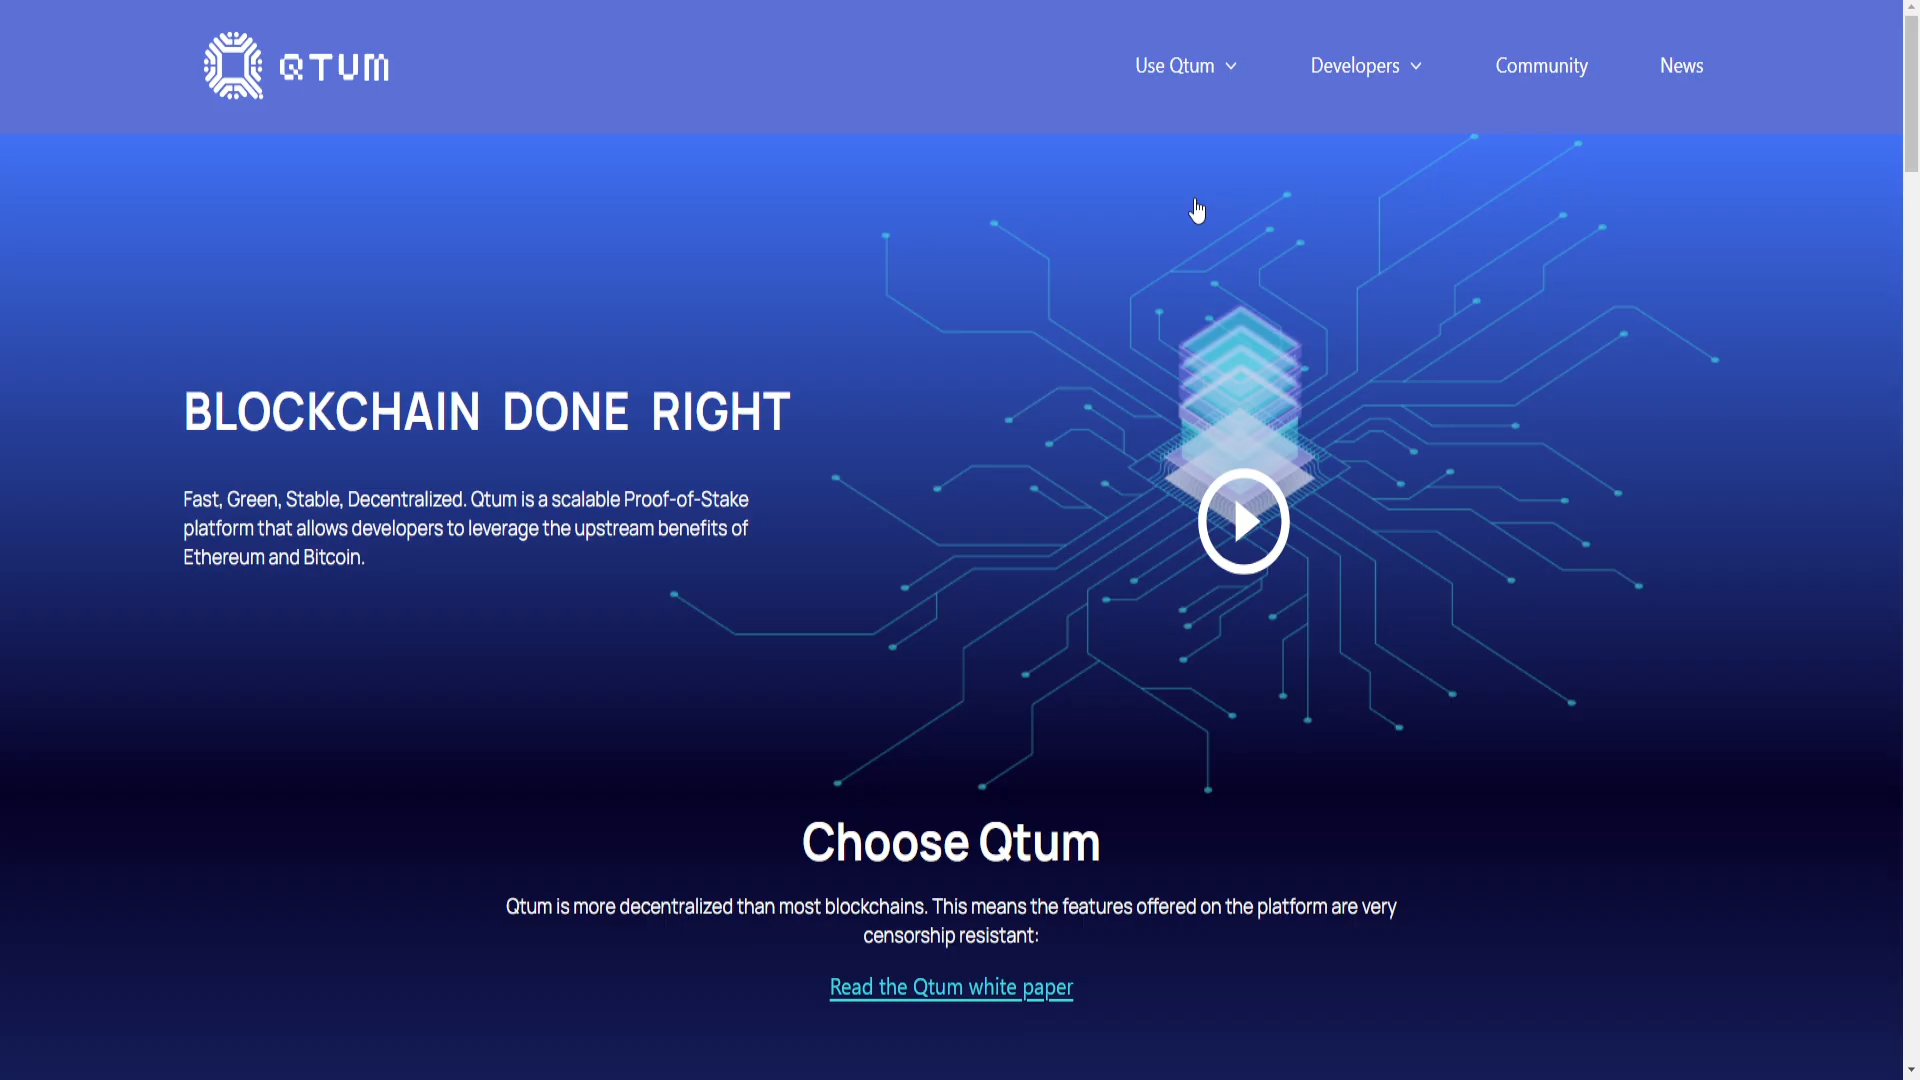 QTUM
Use Qtum
Developers
Community
News
BLOCKCHAIN DONE RIGHT
Fast, Green, Stable, Decentralized. Qtum is a scalable Proof-of-Stake
platform that allows developers to leverage the upstream benefits of
Ethereum and Bitcoin.
Choose Qtum
Qtum is more decentralized than most blockchains. This means the features offered on the platform are very
censorship resistant:
Read the Qtum white paper